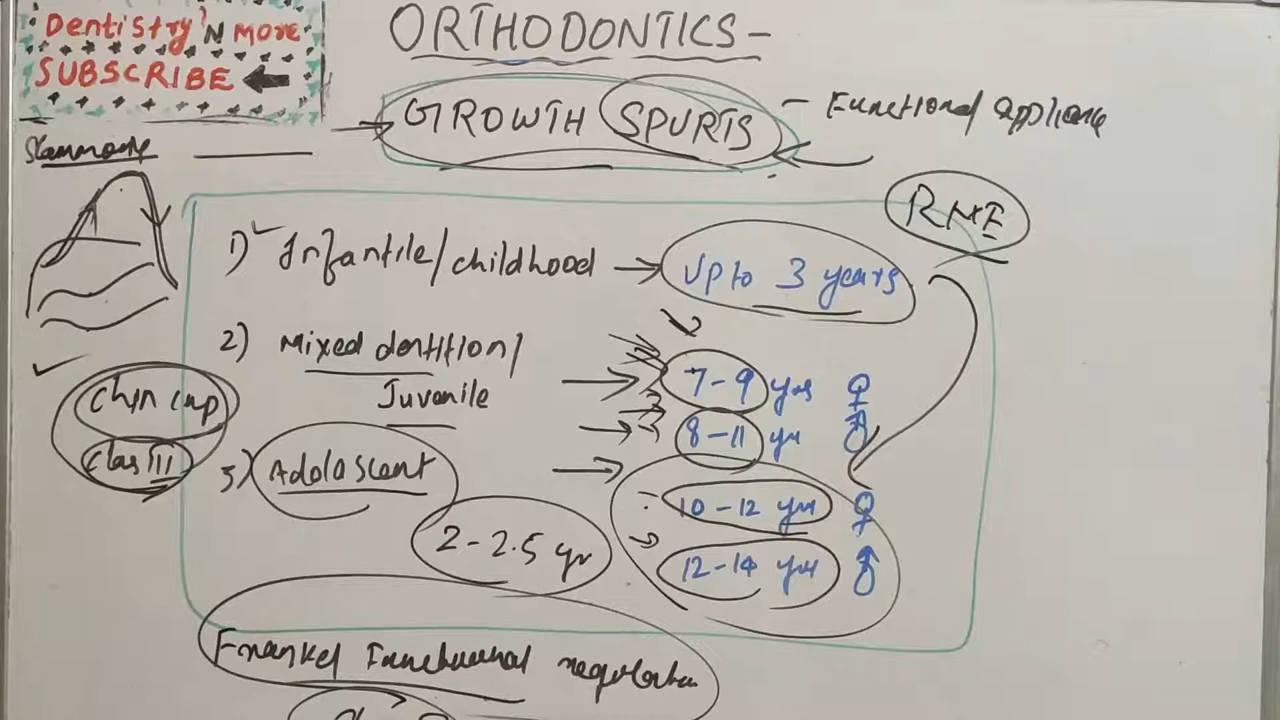 Dentistry'N MORE
SUBSCRIBE
ORTHODONTICS-
GROWTH SPURTS
- Functional appliance
RME
1) Infantile/childhood → Up to 3 years
2) Mixed dentition/
Juvenile → 7-9 yrs ♀
→ 8-11 yr ♂
Chin cup
Class III
3) Adolascent → 10-12 yrs ♀
2-2.5 yr
→ 12-14 yrs ♂
Frankel Functional regulator